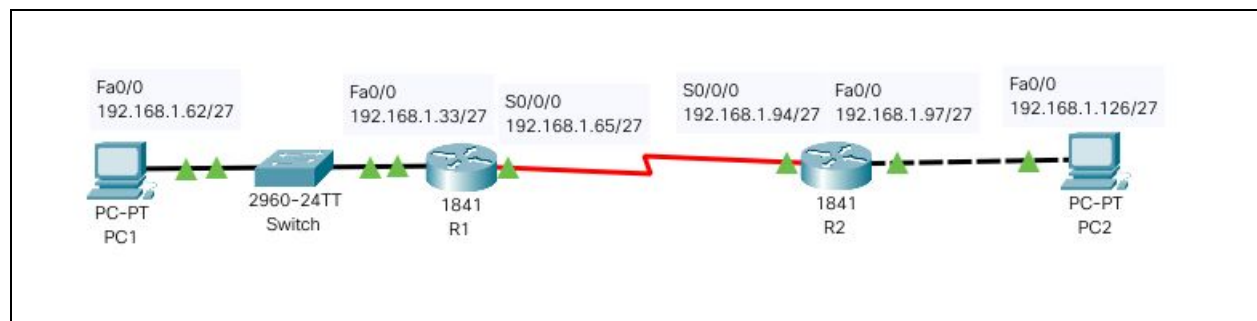 Fa0/0
192.168.1.62/27
Fa0/0
192.168.1.33/27
S0/0/0
192.168.1.65/27
S0/0/0
192.168.1.94/27
Fa0/0
192.168.1.97/27
Fa0/0
192.168.1.126/27
PC-PT
PC1
2960-24TT
Switch
1841
R1
1841
R2
PC-PT
PC2